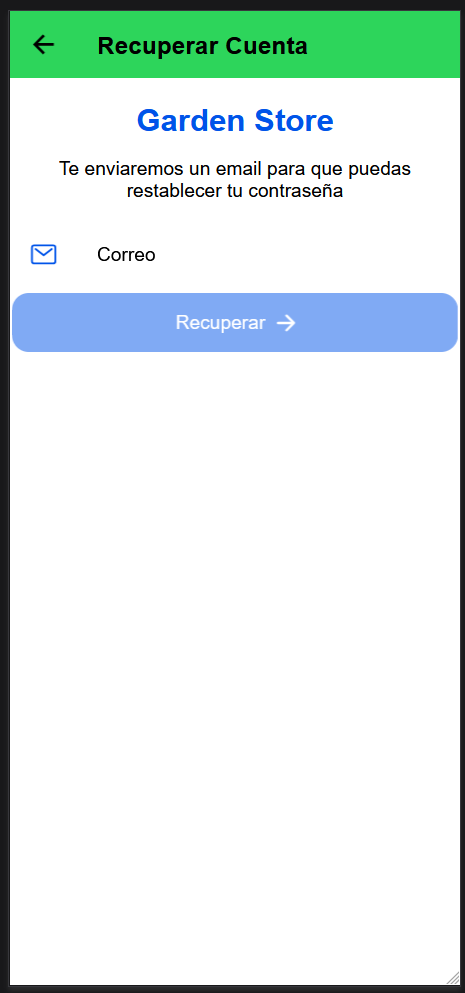 Recuperar Cuenta
Garden Store
Te enviaremos un email para que puedas
restablecer tu contraseña
Correo
Recuperar